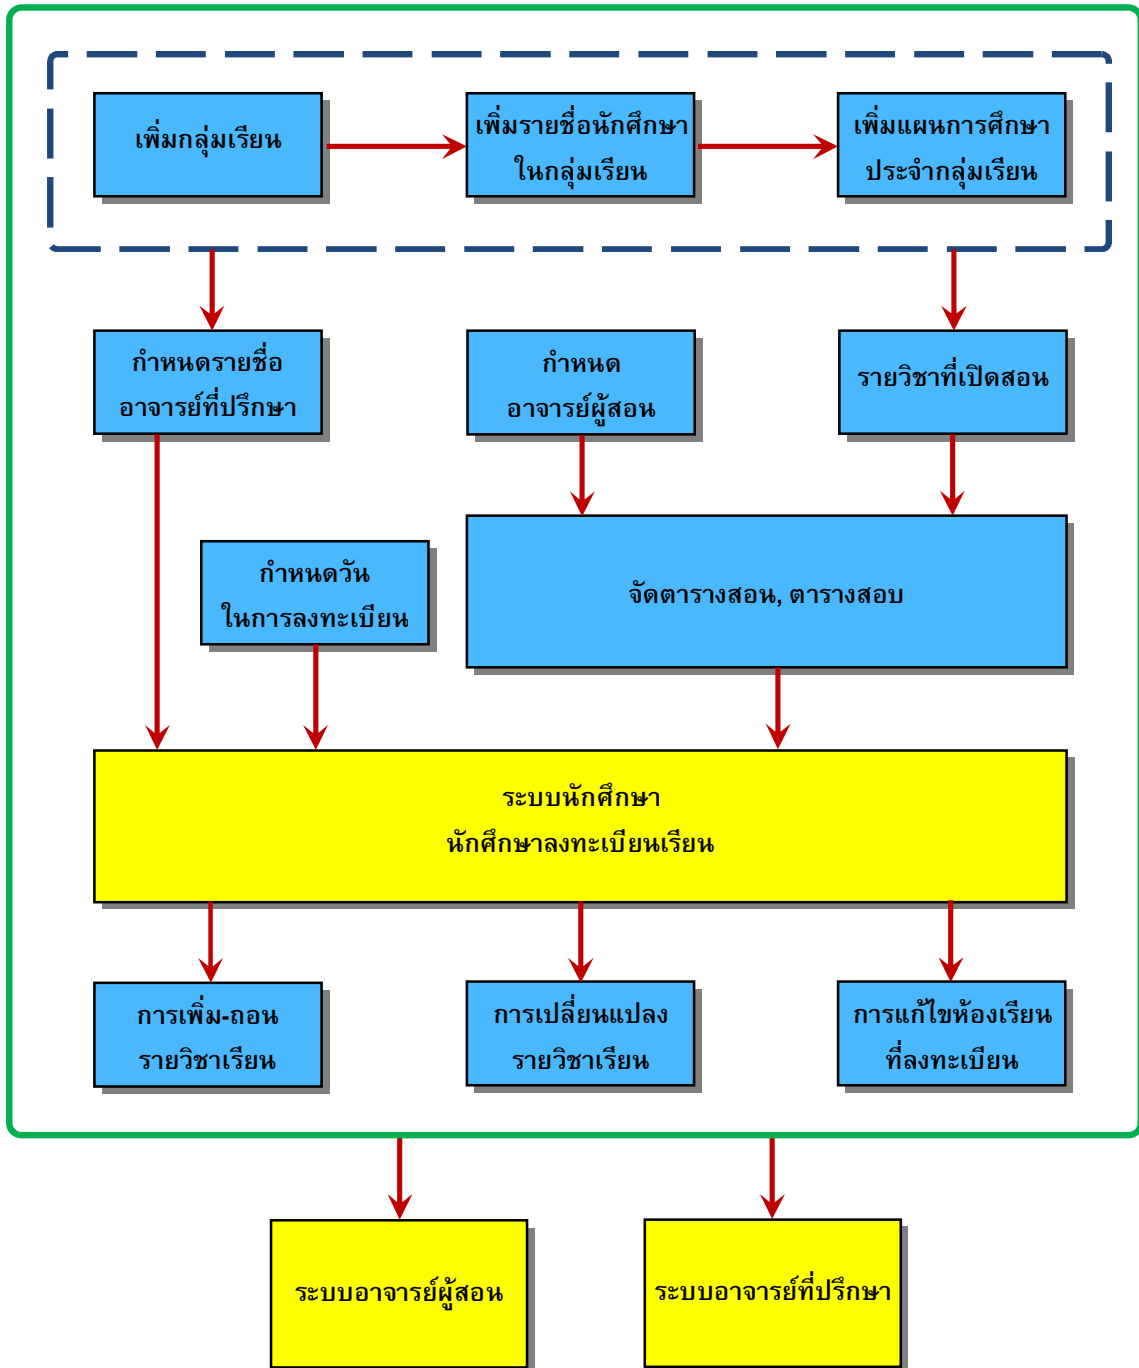 เพิ่มกลุ่มเรียน
เพิ่มรายชื่อนักศึกษา
ในกลุ่มเรียน
เพิ่มแผนการศึกษา
ประจำกลุ่มเรียน
กำหนดรายชื่อ
อาจารย์ที่ปรึกษา
กำหนด
อาจารย์ผู้สอน
รายวิชาที่เปิดสอน
กำหนดวัน
ในการลงทะเบียน
จัดตารางสอน, ตารางสอบ
ระบบนักศึกษา
นักศึกษาลงทะเบียนเรียน
การเพิ่ม-ถอน
รายวิชาเรียน
การเปลี่ยนแปลง
รายวิชาเรียน
การแก้ไขห้องเรียน
ที่ลงทะเบียน
ระบบอาจารย์ผู้สอน
ระบบอาจารย์ที่ปรึกษา